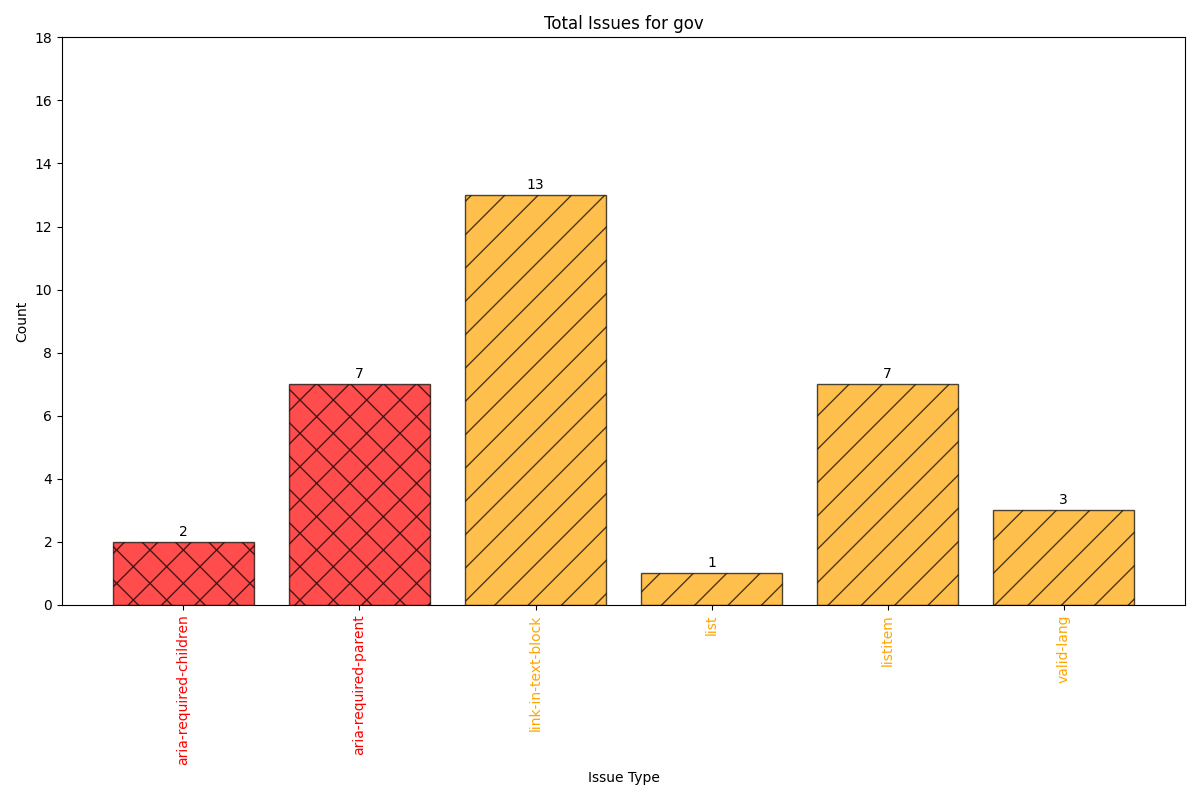 Total Issues for gov
18
16
14
12
10
8
6
4
2
0
Count
2
7
13
1
7
3
aria-required-children
aria-required-parent
link-in-text-block
list
listitem
valid-lang
Issue Type